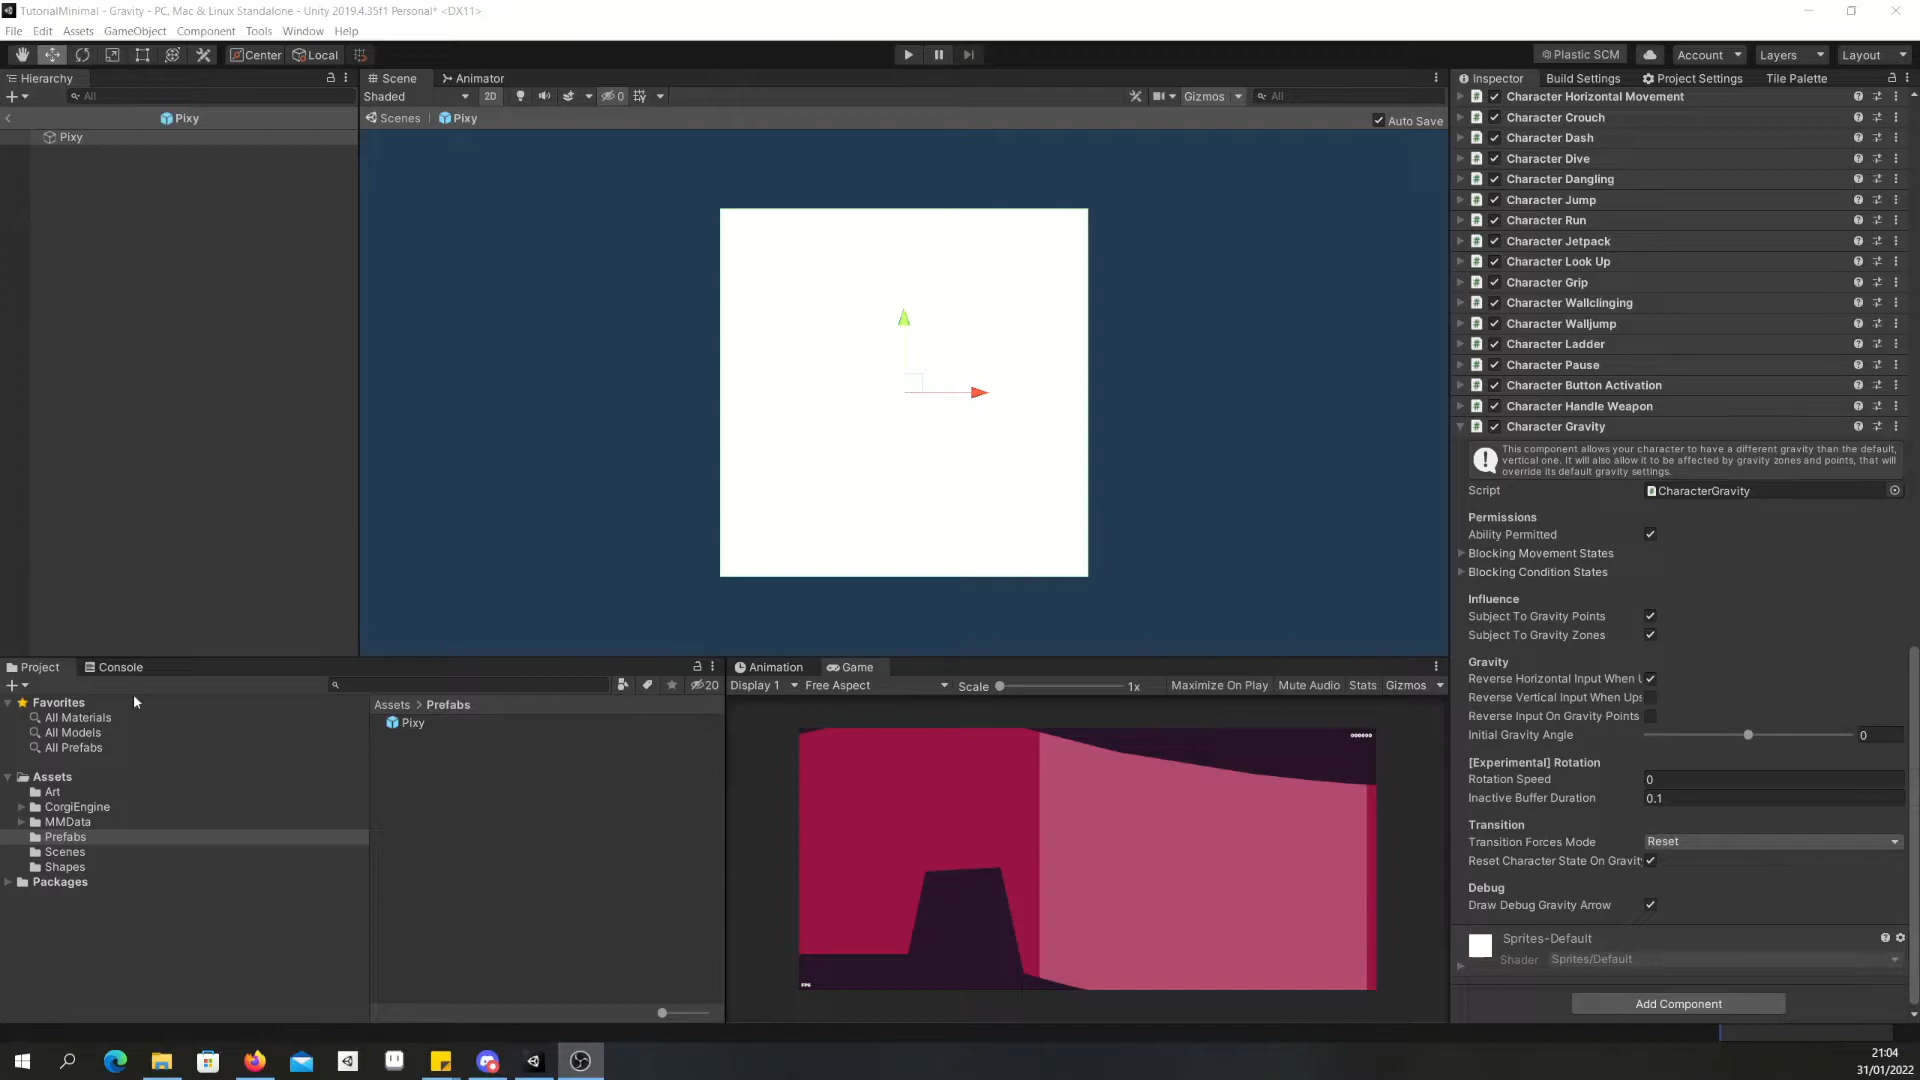 TutorialMinimal - Gravity - PC, Mac & Linux Standalone - Unity 2019.4.35f1 Personal* <DX11>
File Edit Assets GameObject Component Tools Window Help
Center Local Plastic SCM Account Layers Layout
Hierarchy
All
Pixy
Pixy
Scene Animator
Shaded 2D 0 Gizmos All
Scenes Pixy Auto Save
Inspector Build Settings Project Settings Tile Palette
Character Horizontal Movement
Character Crouch
Character Dash
Character Dive
Character Dangling
Character Jump
Character Run
Character Jetpack
Character Look Up
Character Grip
Character Wallclinging
Character Walljump
Character Ladder
Character Pause
Character Button Activation
Character Handle Weapon
Character Gravity
This component allows your character to have a different gravity than the default,
vertical one. It will also allow it to be affected by gravity zones and points, that will
override its default gravity settings.
Script CharacterGravity
Permissions
Ability Permitted
Blocking Movement States
Blocking Condition States
Influence
Subject To Gravity Points
Subject To Gravity Zones
Gravity
Reverse Horizontal Input When U
Reverse Vertical Input When Ups
Reverse Input On Gravity Points
Initial Gravity Angle 0
[Experimental] Rotation
Rotation Speed 0
Inactive Buffer Duration 0.1
Transition
Transition Forces Mode Reset
Reset Character State On Gravit
Debug
Draw Debug Gravity Arrow
Sprites-Default
Shader Sprites/Default
Add Component
Project Console
20
Favorites
All Materials
All Models
All Prefabs
Assets
Art
CorgiEngine
MMData
Prefabs
Scenes
Shapes
Packages
Assets > Prefabs
Pixy
Animation Game
Display 1 Free Aspect Scale 1x Maximize On Play Mute Audio Stats Gizmos
000000
FPS
21:04
31/01/2022